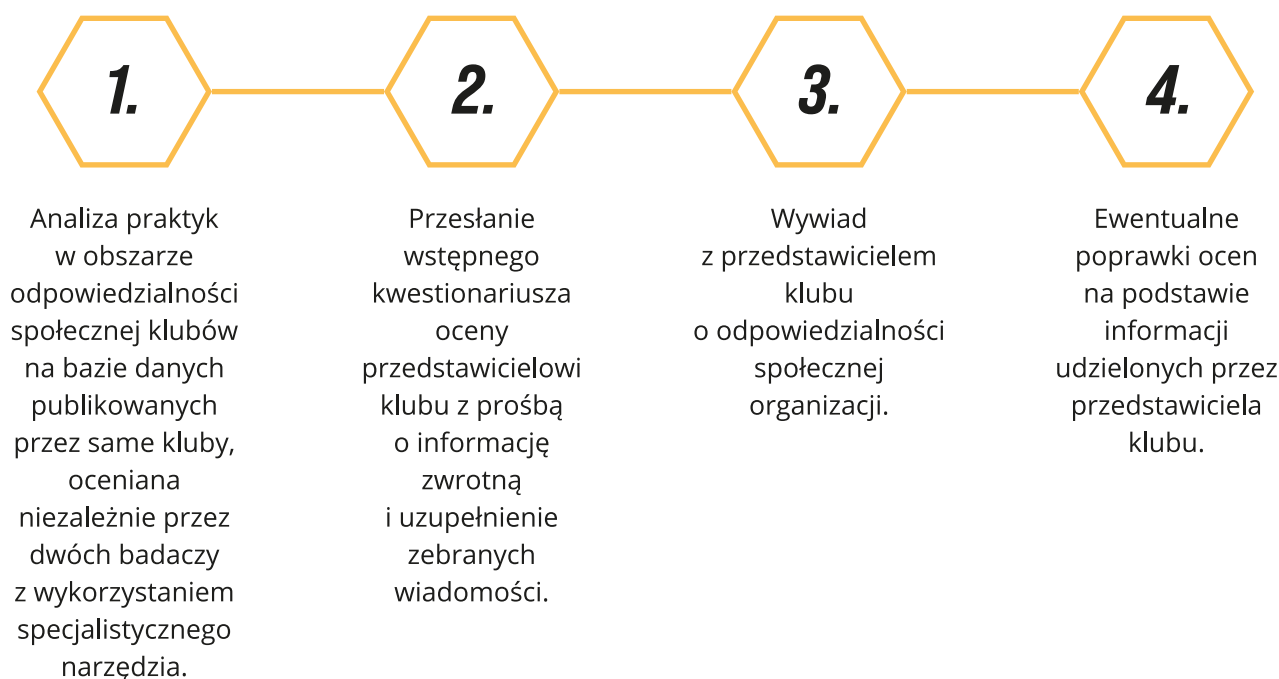 1.
Analiza praktyk
w obszarze
odpowiedzialności
społecznej klubów
na bazie danych
publikowanych
przez same kluby,
oceniana
niezależnie przez
dwóch badaczy
z wykorzystaniem
specjalistycznego
narzędzia.
2.
Przesłanie
wstępnego
kwestionariusza
oceny
przedstawicielowi
klubu z prośbą
o informację
zwrotną
i uzupełnienie
zebranych
wiadomości.
3.
Wywiad
z przedstawicielem
klubu
o odpowiedzialności
społecznej
organizacji.
4.
Ewentualne
poprawki ocen
na podstawie
informacji
udzielonych przez
przedstawiciela
klubu.